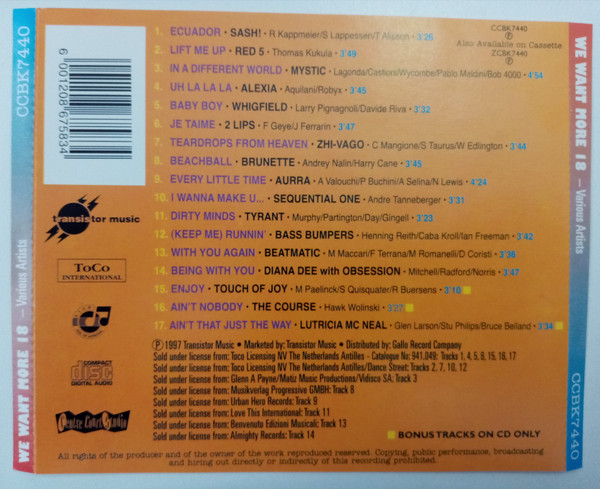 CCBK7440
WE WANT MORE 18 — Various Artists
6 001208 675834
CCBK7440
Ⓟ
Also Available on Cassette
ZCBK7440
Ⓟ
1. ECUADOR • SASH! • R Kappmeier/S Lappessen/T Alisson • 3'26
2. LIFT ME UP • RED 5 • Thomas Kukula • 3'49
3. IN A DIFFERENT WORLD • MYSTIC • Lagonda/Castioni/Wycombe/Pablo Maldini/Bob 4000 • 4'54
4. UH LA LA LA • ALEXIA • Aquilani/Robyx • 3'45
5. BABY BOY • WHIGFIELD • Larry Pignagnoli/Davide Riva • 3'32
6. JE TAIME • 2 LIPS • F Geye/J Ferrarin • 3'47
7. TEARDROPS FROM HEAVEN • ZHI-VAGO • C Mangione/S Taurus/W Edlington • 3'44
8. BEACHBALL • BRUNETTE • Andrey Nalin/Harry Cane • 3'45
9. EVERY LITTLE TIME • AURRA • A Valouchi/P Buchini/A Selina/N Lewis • 4'24
10. I WANNA MAKE U... • SEQUENTIAL ONE • Andre Tanneberger • 3'31
11. DIRTY MINDS • TYRANT • Murphy/Partington/Day/Gingell • 3'23
12. (KEEP ME) RUNNIN' • BASS BUMPERS • Henning Reith/Caba Kroll/Ian Freeman • 3'42
13. WITH YOU AGAIN • BEATMATIC • M Maccari/F Terrana/M Romanelli/D Coristi • 3'36
14. BEING WITH YOU • DIANA DEE with OBSESSION • Mitchell/Radford/Norris • 3'47
15. ENJOY • TOUCH OF JOY • M Paelinck/S Quisquater/R Buersens • 3'10
16. AIN'T NOBODY • THE COURSE • Hawk Wolinski • 3'27
17. AIN'T THAT JUST THE WAY • LUTRICIA MC NEAL • Glen Larson/Stu Philips/Bruce Belland • 3'34
transistor music
ToCo
INTERNATIONAL
COMPACT
disc
DIGITAL AUDIO
Centre Court Studio
Ⓟ 1997 Transistor Music • Marketed by: Transistor Music • Distributed by: Gallo Record Company
Sold under license from: Toco Licensing NV The Netherlands Antilles - Catalogue No: 941.049: Tracks 1, 4, 5, 6, 15, 16, 17
Sold under license from: Toco Licensing NV The Netherlands Antilles/Dance Street: Tracks 2, 7, 10, 12
Sold under license from: Glenn A Payne/Matiz Music Productions/Vidisco SA. Track 3
Sold under license from: Musikverlag Progressive GMBH: Track 8
Sold under license from: Urban Hero Records: Track 9
Sold under license from: Love This International: Track 11
Sold under license from: Benvenuto Edizioni Musicali: Track 13
Sold under license from: Almighty Records: Track 14
BONUS TRACKS ON CD ONLY
All rights of the producer and of the owner of the work reproduced reserved. Copying, public performance, broadcasting
and hiring out directly or indirectly of this recording prohibited.
WE WANT MORE 18 — Various Artists
CCBK7440